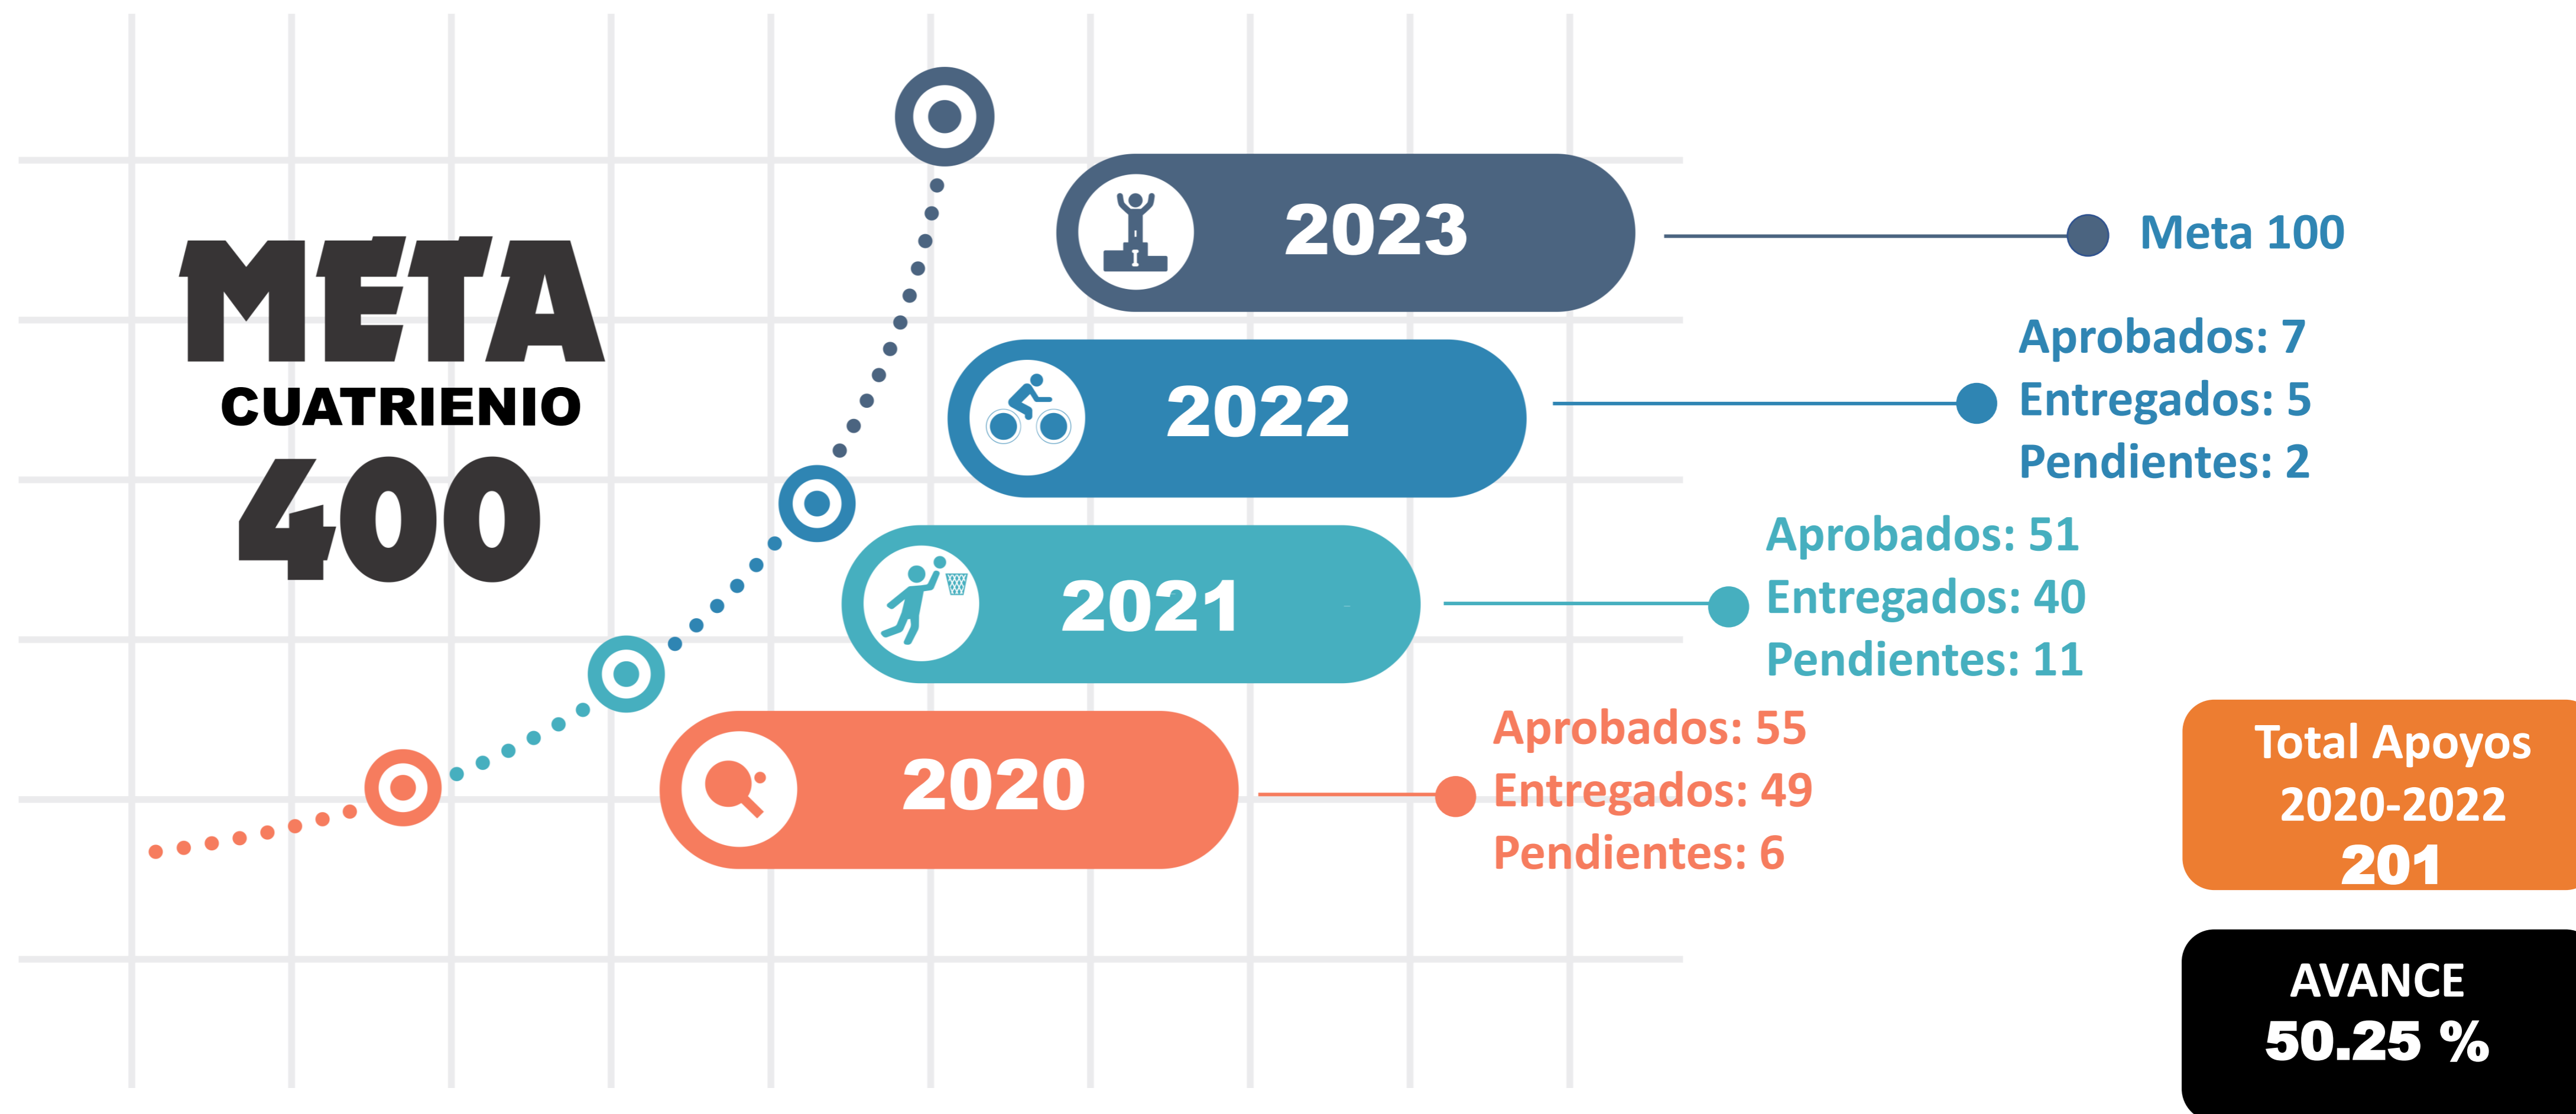 META
CUATRIENIO
400
2023
Meta 100
2022
Aprobados: 7
Entregados: 5
Pendientes: 2
2021
Aprobados: 51
Entregados: 40
Pendientes: 11
2020
Aprobados: 55
Entregados: 49
Pendientes: 6
Total Apoyos
2020-2022
201
AVANCE
50.25 %